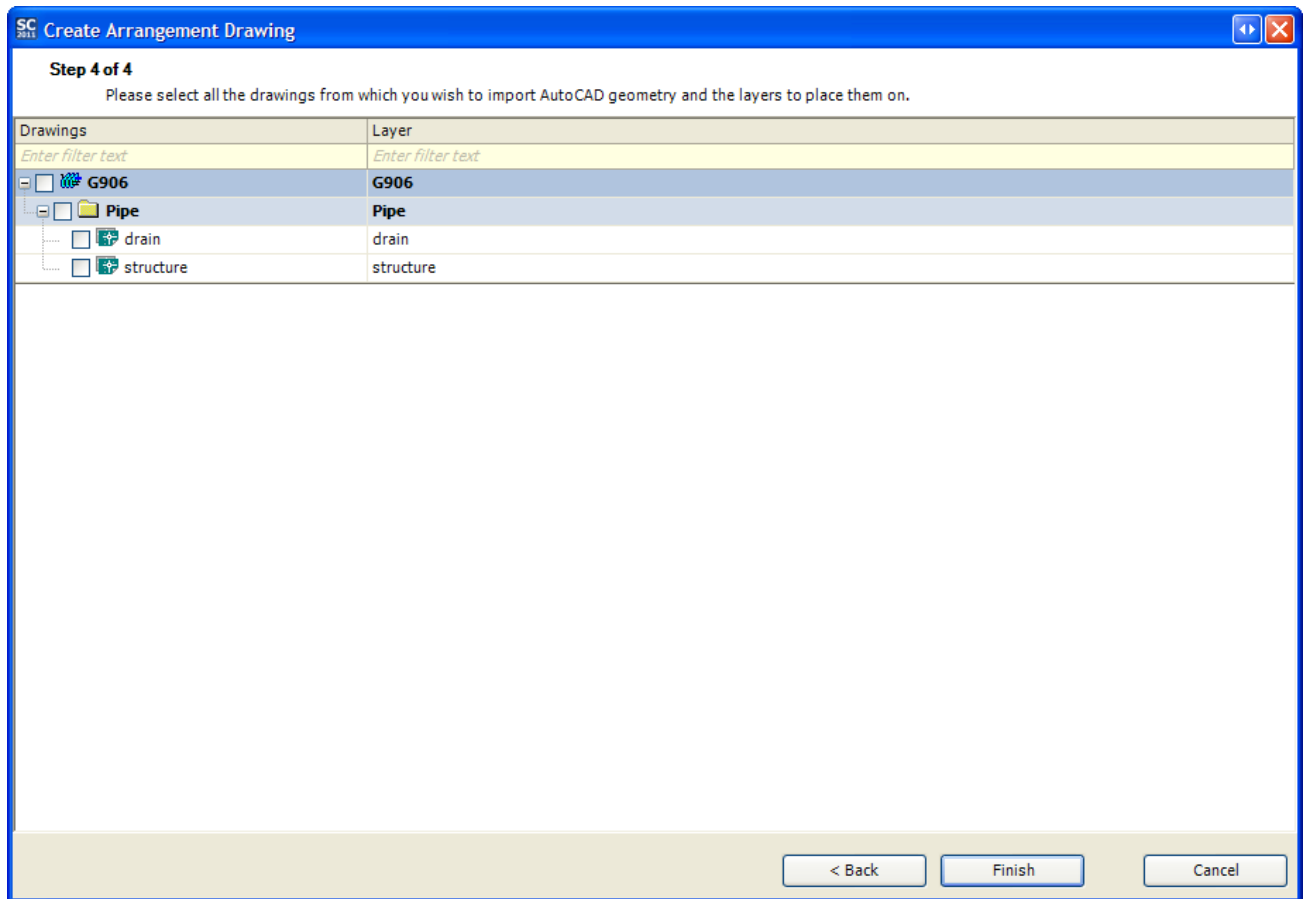 SC 2011 Create Arrangement Drawing
Step 4 of 4
Please select all the drawings from which you wish to import AutoCAD geometry and the layers to place them on.
Drawings Layer
Enter filter text Enter filter text
G906 G906
Pipe Pipe
drain drain
structure structure
< Back Finish Cancel